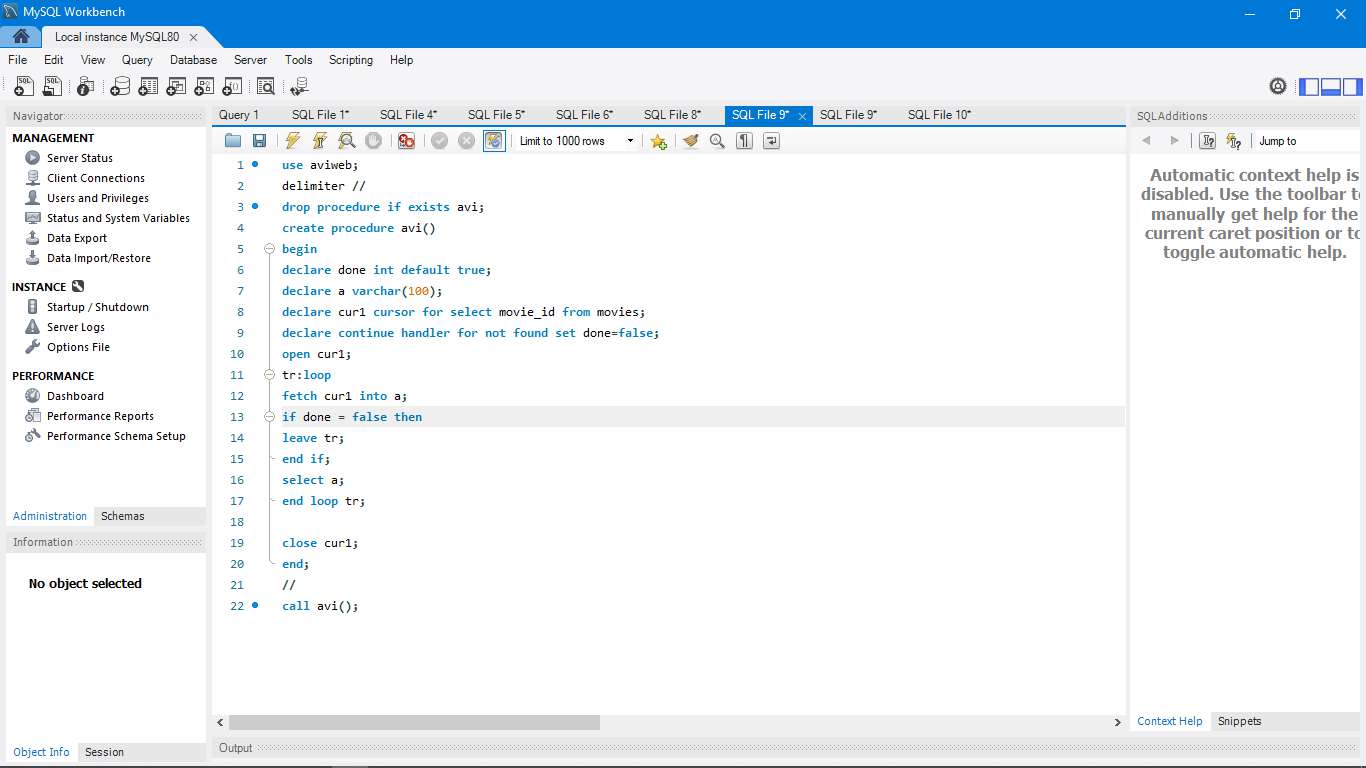 MySQL Workbench
Local instance MySQL80
File Edit View Query Database Server Tools Scripting Help
Navigator
MANAGEMENT
Server Status
Client Connections
Users and Privileges
Status and System Variables
Data Export
Data Import/Restore
INSTANCE
Startup / Shutdown
Server Logs
Options File
PERFORMANCE
Dashboard
Performance Reports
Performance Schema Setup
Administration Schemas
Information
No object selected
Object Info Session
Query 1 SQL File 1* SQL File 4* SQL File 5* SQL File 6* SQL File 8* SQL File 9* SQL File 9* SQL File 10*
Limit to 1000 rows
1 use aviweb;
2 delimiter //
3 drop procedure if exists avi;
4 create procedure avi()
5 begin
6 declare done int default true;
7 declare a varchar(100);
8 declare cur1 cursor for select movie_id from movies;
9 declare continue handler for not found set done=false;
10 open cur1;
11 tr:loop
12 fetch cur1 into a;
13 if done = false then
14 leave tr;
15 end if;
16 select a;
17 end loop tr;
18
19 close cur1;
20 end;
21 //
22 call avi();
Output
SQLAdditions
Jump to
Automatic context help is
disabled. Use the toolbar to
manually get help for the
current caret position or to
toggle automatic help.
Context Help Snippets